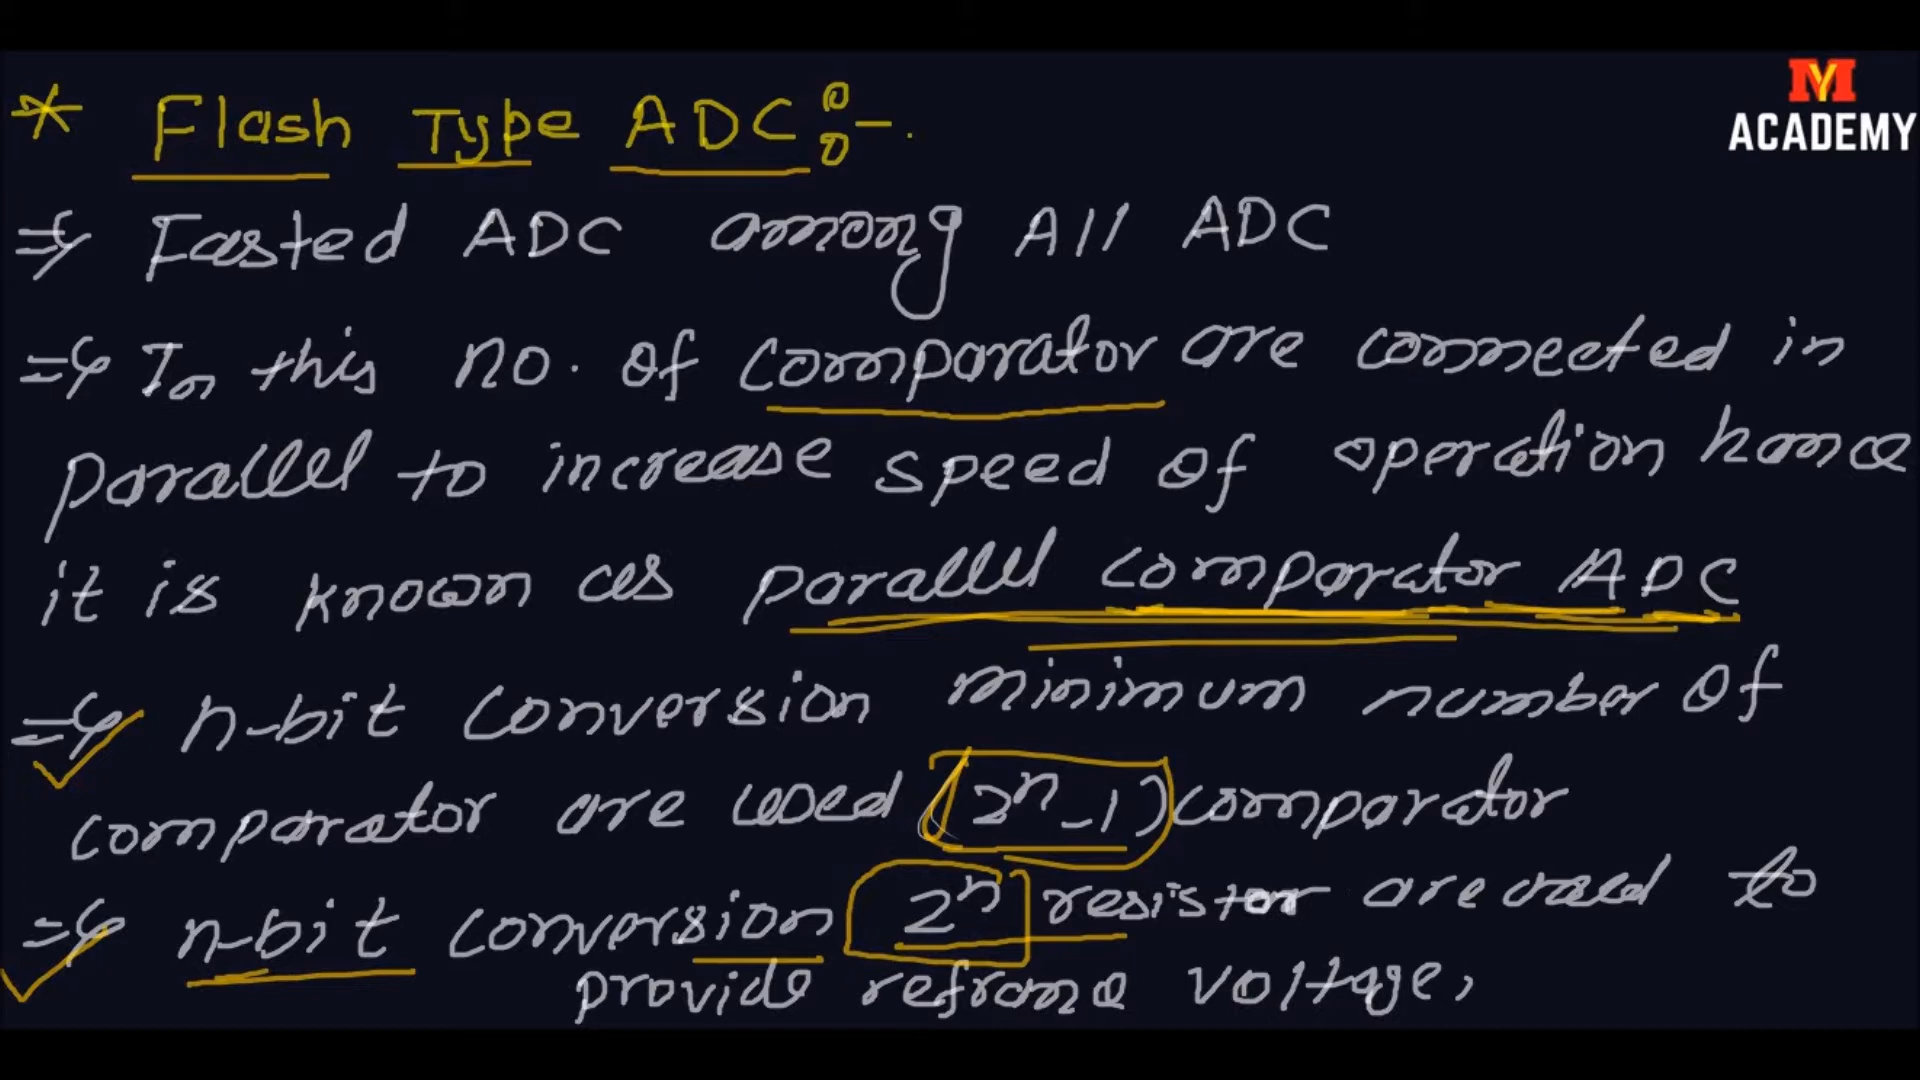 M
ACADEMY
* Flash Type ADC :- .
⇒ Fasted ADC among All ADC
⇒ In this no. of comparator are connected in
parallel to increase speed of operation hance
it is known as parallel comparator ADC
⇒ n-bit conversion minimum number of
comparator are used (2ⁿ-1) comparator
⇒ n-bit conversion 2ⁿ resistor are used to
provide refrance voltage,